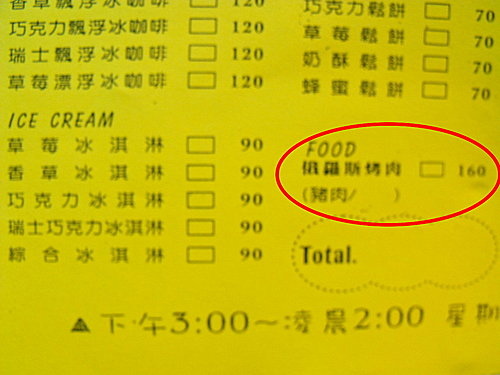 香草飄浮冰咖啡 120
巧克力飄浮冰咖啡 120
瑞士飄浮冰咖啡 120
草莓漂浮冰咖啡 120
ICE CREAM
草莓冰淇淋 90
香草冰淇淋 90
巧克力冰淇淋 90
瑞士巧克力冰淇淋 90
綜合冰淇淋 90
巧克力鬆餅 70
草莓鬆餅 70
奶酥鬆餅 70
蜂蜜鬆餅 70
FOOD
俄羅斯烤肉 160
(豬肉/ )
Total.
▲下午3:00～凌晨2:00 星期